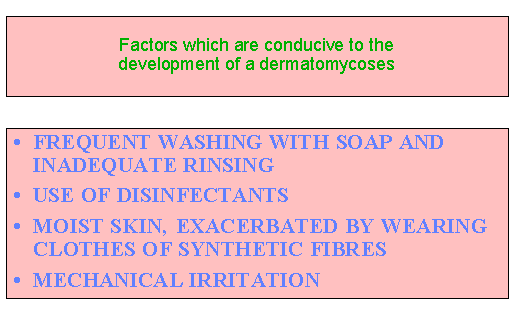 Factors which are conducive to the
development of a dermatomycoses
• FREQUENT WASHING WITH SOAP AND
INADEQUATE RINSING
• USE OF DISINFECTANTS
• MOIST SKIN, EXACERBATED BY WEARING
CLOTHES OF SYNTHETIC FIBRES
• MECHANICAL IRRITATION